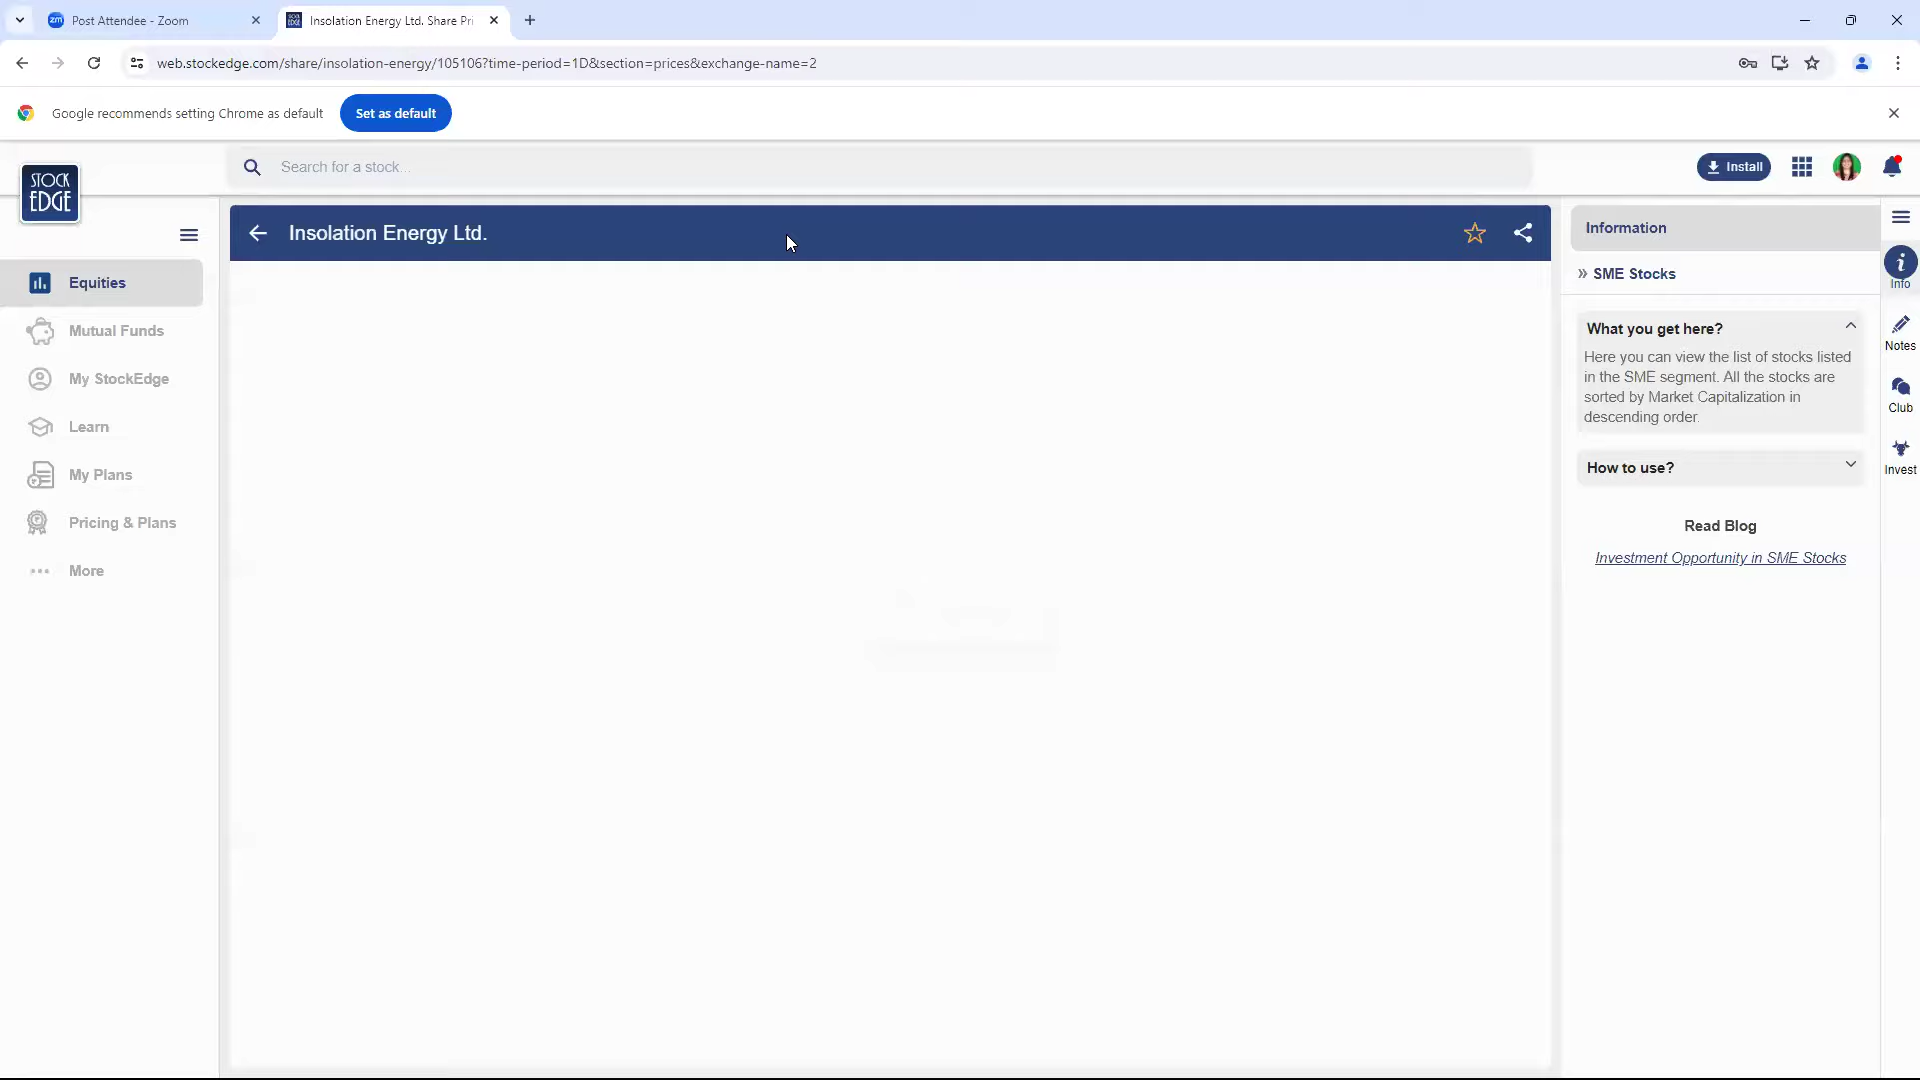 zm Post Attendee - Zoom
STOCK EDGE Insolation Energy Ltd. Share Pri
web.stockedge.com/share/insolation-energy/105106?time-period=1D&section=prices&exchange-name=2
Google recommends setting Chrome as default
Set as default
STOCK
EDGE
Search for a stock...
Install
Insolation Energy Ltd.
Equities
Mutual Funds
My StockEdge
Learn
My Plans
Pricing & Plans
More
Information
» SME Stocks
What you get here?
Here you can view the list of stocks listed
in the SME segment. All the stocks are
sorted by Market Capitalization in
descending order.
How to use?
Read Blog
Investment Opportunity in SME Stocks
Info
Notes
Club
Invest